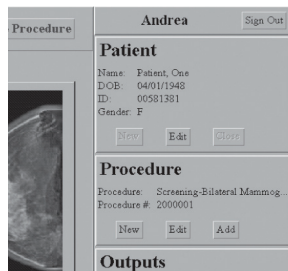 Procedure
Andrea
Sign Out
Patient
Name: Patient, One
DOB: 04/01/1948
ID: 00581381
Gender: F
New Edit Close
Procedure
Procedure: Screening-Bilateral Mammog...
Procedure #: 2000001
New Edit Add
Outputs